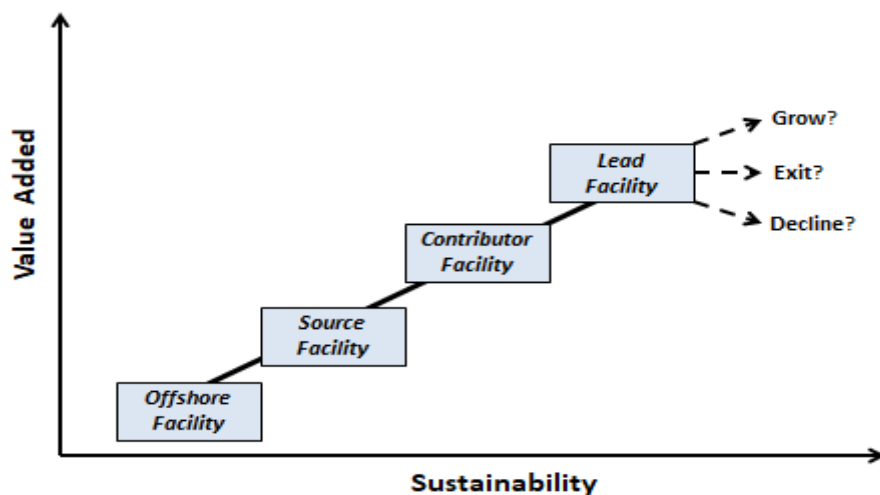 Value Added
Grow?
Lead
Facility
Exit?
Decline?
Contributor
Facility
Source
Facility
Offshore
Facility
Sustainability